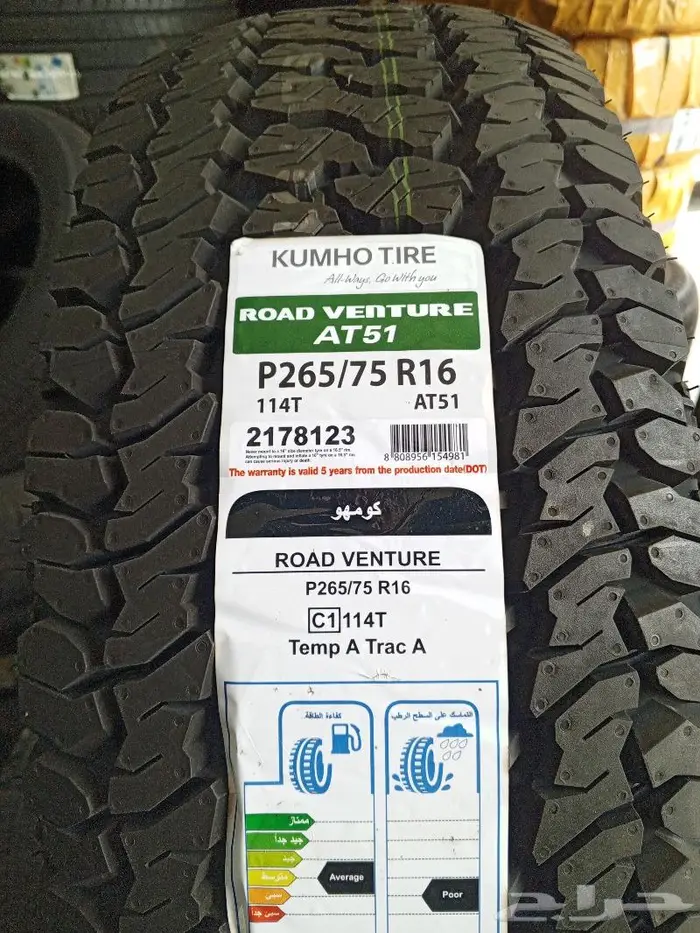 KUMHO TIRE
All-Ways, Go With you
ROAD VENTURE
AT51
P265/75 R16
114T AT51
2178123
8 808956 154981
The warranty is valid 5 years from the production date(DOT)
كومهو
ROAD VENTURE
P265/75 R16
C1 114T
Temp A Trac A
كفاءة الطاقة
التماسك على السطح الرطب
ممتاز
جيد جداً
جيد
متوسط
Average
سيئ
Poor
سيئ جداً
حراج